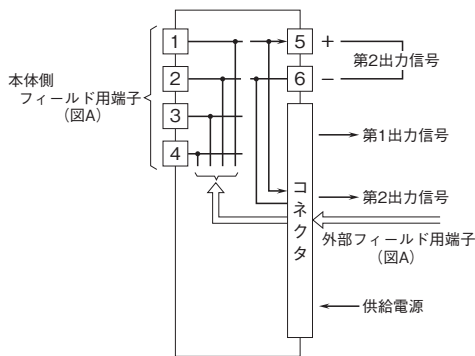 本体側
フィールド用端子
(図A)
1
2
3
4
5 +
6 −
第2出力信号
第1出力信号
第2出力信号
コネクタ
外部フィールド用端子
(図A)
供給電源